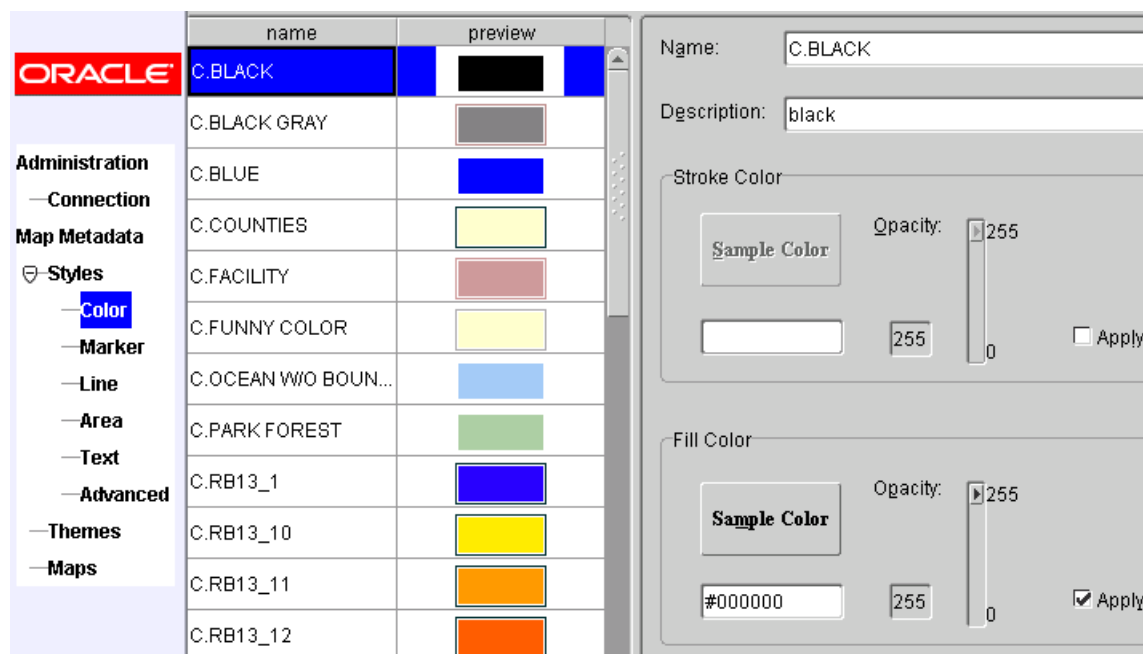 ORACLE
Administration
Connection
Map Metadata
Styles
Color
Marker
Line
Area
Text
Advanced
Themes
Maps
name preview
C.BLACK
C.BLACK GRAY
C.BLUE
C.COUNTIES
C.FACILITY
C.FUNNY COLOR
C.OCEAN W/O BOUN...
C.PARK FOREST
C.RB13_1
C.RB13_10
C.RB13_11
C.RB13_12
Name: C.BLACK
Description: black
Stroke Color
Sample Color
Opacity: 255
255
0
Apply
Fill Color
Sample Color
Opacity: 255
#000000
255
0
Apply